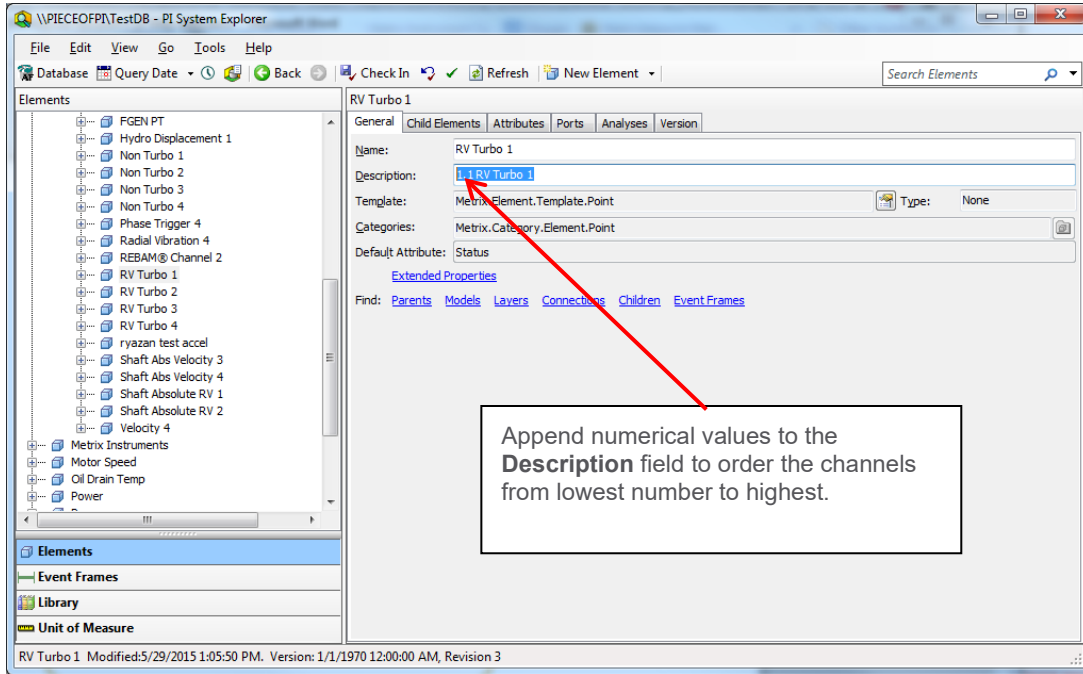 \\PIECEOFPI\TestDB - PI System Explorer
File Edit View Go Tools Help
Database Query Date Back Check In Refresh New Element Search Elements
Elements
FGEN PT
Hydro Displacement 1
Non Turbo 1
Non Turbo 2
Non Turbo 3
Non Turbo 4
Phase Trigger 4
Radial Vibration 4
REBAM® Channel 2
RV Turbo 1
RV Turbo 2
RV Turbo 3
RV Turbo 4
ryazan test accel
Shaft Abs Velocity 3
Shaft Abs Velocity 4
Shaft Absolute RV 1
Shaft Absolute RV 2
Velocity 4
Metrix Instruments
Motor Speed
Oil Drain Temp
Power
Elements
Event Frames
Library
Unit of Measure
RV Turbo 1
General Child Elements Attributes Ports Analyses Version
Name: RV Turbo 1
Description: 1.1 RV Turbo 1
Template: Metrix.Element.Template.Point Type: None
Categories: Metrix.Category.Element.Point
Default Attribute: Status
Extended Properties
Find: Parents Models Layers Connections Children Event Frames
Append numerical values to the
Description field to order the channels
from lowest number to highest.
RV Turbo 1 Modified:5/29/2015 1:05:50 PM. Version: 1/1/1970 12:00:00 AM, Revision 3